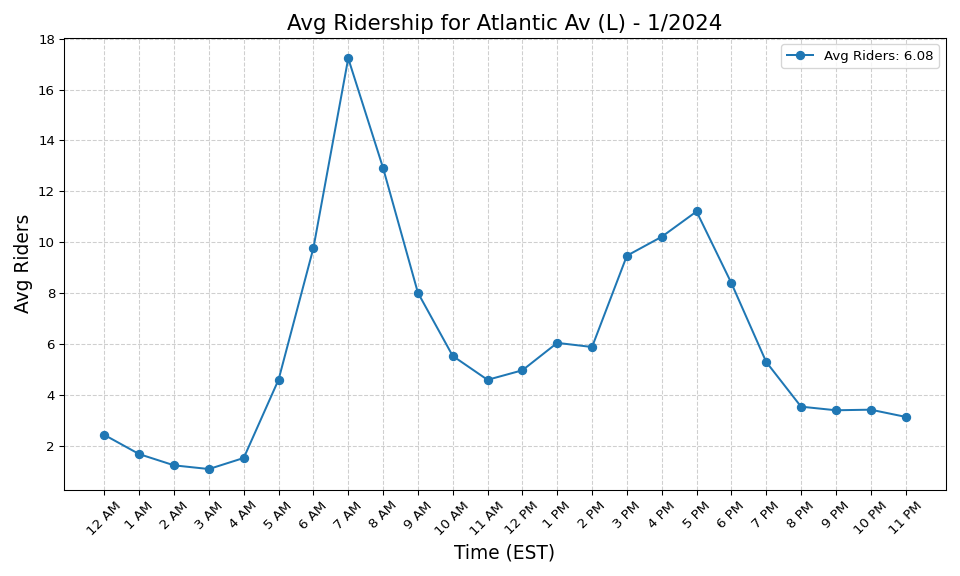 Avg Ridership for Atlantic Av (L) - 1/2024
Avg Riders: 6.08
Avg Riders
18
16
14
12
10
8
6
4
2
12 AM
1 AM
2 AM
3 AM
4 AM
5 AM
6 AM
7 AM
8 AM
9 AM
10 AM
11 AM
12 PM
1 PM
2 PM
3 PM
4 PM
5 PM
6 PM
7 PM
8 PM
9 PM
10 PM
11 PM
Time (EST)